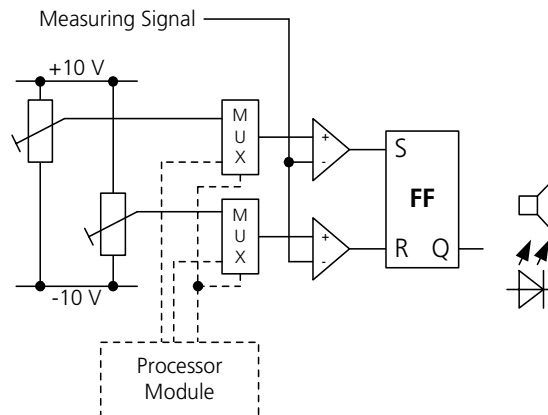 Measuring Signal
+10 V
M
U
X
+
-
S
FF
M
U
X
+
-
R Q
-10 V
Processor
Module